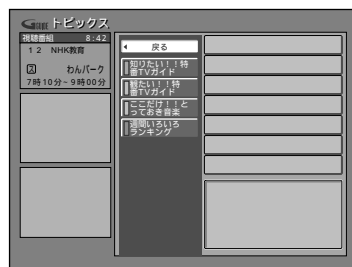 GGUIDE トピックス
視聴番組 8:42
12 NHK教育
ス わんパーク
7時10分~9時00分
戻る
知りたい!!特
番TVガイド
観たい!!特
番TVガイド
ここだけ!!と
っておき音楽
週間いろいろ
ランキング